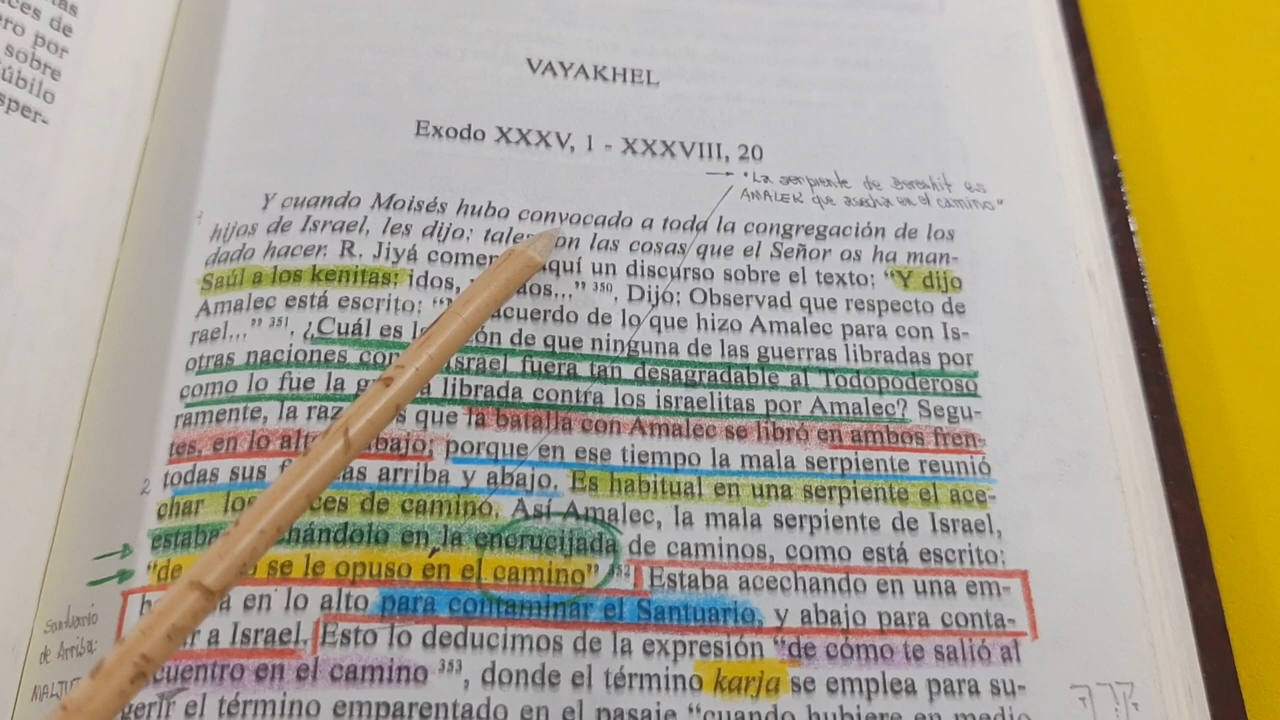 tas
ces de
ro por
sobre
úbilo
sper-
VAYAKHEL
Exodo XXXV, 1 - XXXVIII, 20
"La serpiente de Bereshit es
AMALEK que asecha en el camino"
Y cuando Moisés hubo convocado a toda la congregación de los
hijos de Israel, les dijo: tales son las cosas que el Señor os ha man-
dado hacer. R. Jiyá comen aquí un discurso sobre el texto: "Y dijo
Saúl a los kenitas: idos, aos..." 350. Dijo: Observad que respecto de
Amalec está escrito: " acuerdo de lo que hizo Amalec para con Is-
rael..." 351. ¿Cuál es la ón de que ninguna de las guerras libradas por
otras naciones con Israel fuera tan desagradable al Todopoderoso
como lo fue la g a librada contra los israelitas por Amalec? Segu-
ramente, la raz s que la batalla con Amalec se libró en ambos fren-
tes, en lo alto abajo; porque en ese tiempo la mala serpiente reunió
2 todas sus f as arriba y abajo. Es habitual en una serpiente el ace-
char los ces de camino. Así Amalec, la mala serpiente de Israel,
estaba chándolo en la encrucijada de caminos, como está escrito:
"de se le opuso en el camino" 352. Estaba acechando en una em-
b a en lo alto para contaminar el Santuario, y abajo para conta-
r a Israel. Esto lo deducimos de la expresión "de cómo te salió al
cuentro en el camino 353, donde el término karja se emplea para su-
gerir el término emparentado en el pasaje "cuando hubiere en medio
Santuario
de Arriba:
MALJUT